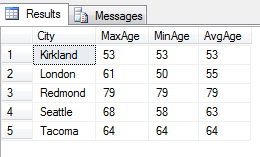 Results Messages
City MaxAge MinAge AvgAge
1 Kirkland 53 53 53
2 London 61 50 55
3 Redmond 79 79 79
4 Seattle 68 58 63
5 Tacoma 64 64 64